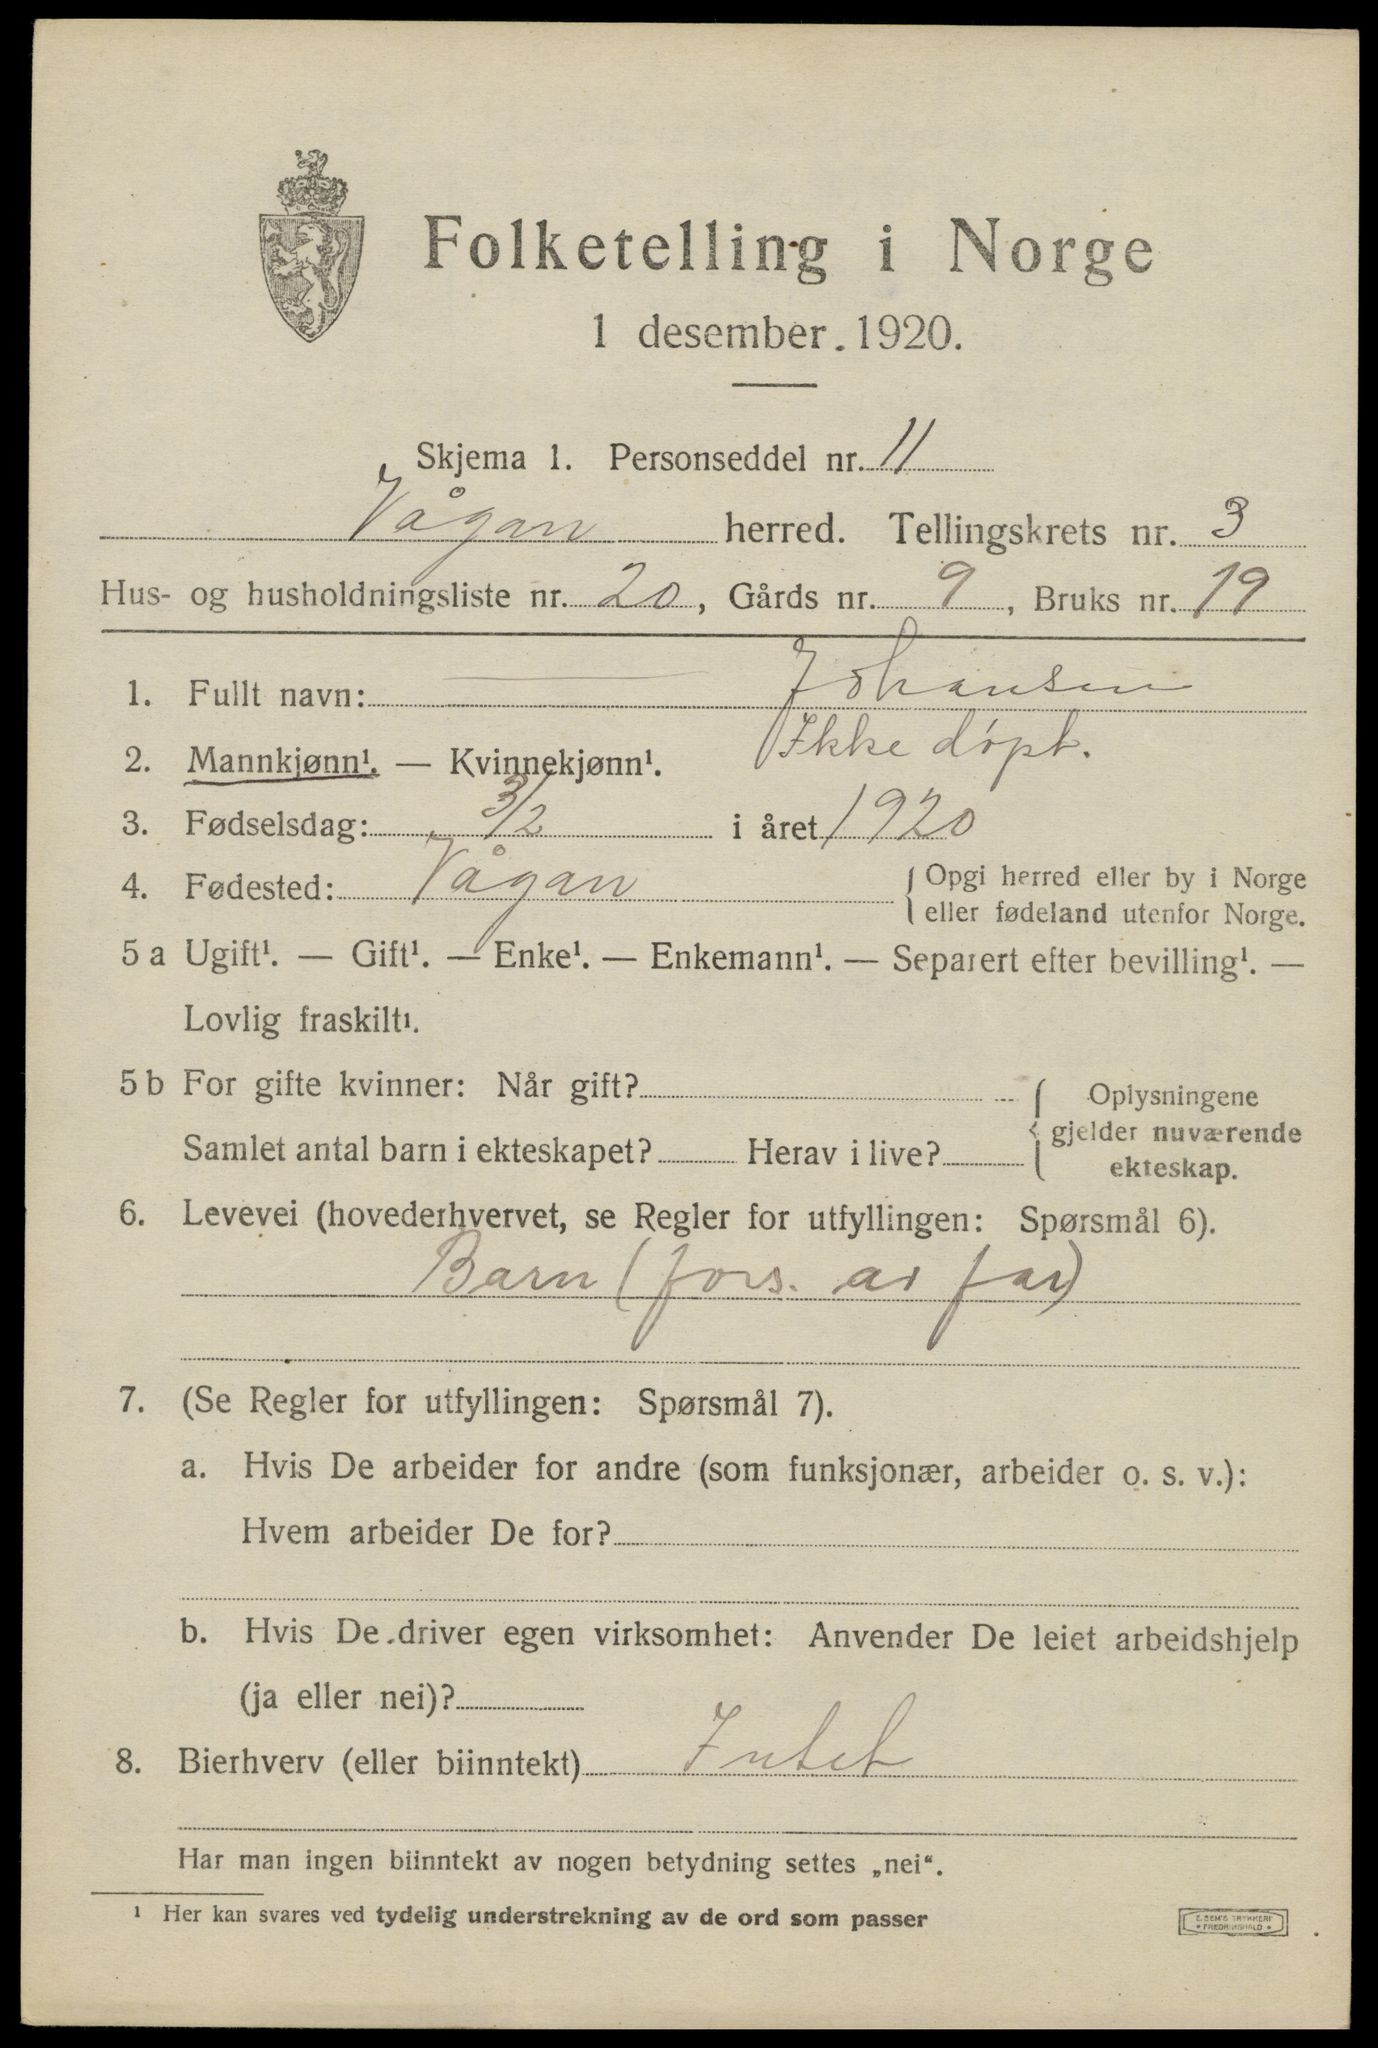 Folketelling i Norge
1 desember. 1920.
Skjema 1. Personseddel nr. 11
Vågan herred. Tellingskrets nr. 3
Hus- og husholdningsliste nr. 20, Gårds nr. 9, Bruks nr. 19
1. Fullt navn: Johansen
Ikke døpt.
2. Mannkjønn¹. — Kvinnekjønn¹.
3. Fødselsdag: 3/2 i året 1920
4. Fødested: Vågan
Opgi herred eller by i Norge
eller fødeland utenfor Norge.
5 a Ugift¹. — Gift¹. — Enke¹. — Enkemann¹. — Separert efter bevilling¹. —
Lovlig fraskilt¹.
5 b For gifte kvinner: Når gift?
Samlet antal barn i ekteskapet? Herav i live?
Oplysningene
gjelder nuværende
ekteskap.
6. Levevei (hovederhvervet, se Regler for utfyllingen: Spørsmål 6).
Barn (fors. av far)
7. (Se Regler for utfyllingen: Spørsmål 7).
a. Hvis De arbeider for andre (som funksjonær, arbeider o. s. v.):
Hvem arbeider De for?
b. Hvis De driver egen virksomhet: Anvender De leiet arbeidshjelp
(ja eller nei)?
8. Bierhverv (eller biinntekt) Intet
Har man ingen biinntekt av nogen betydning settes „nei“.
¹ Her kan svares ved tydelig understrekning av de ord som passer
E. SEM'S TRYKKERI
• FREDRIKSHALD •